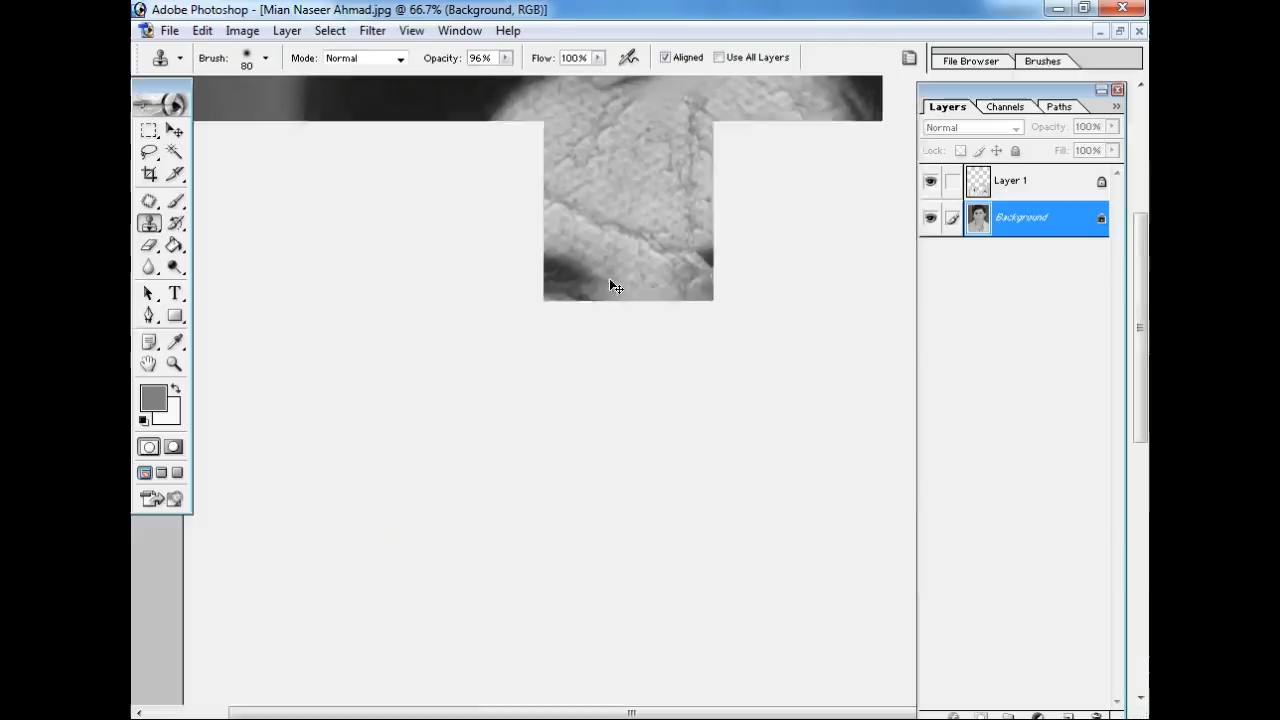 Adobe Photoshop - [Mian Naseer Ahmad.jpg @ 66.7% (Background, RGB)]
File Edit Image Layer Select Filter View Window Help
Brush: 80 Mode: Normal Opacity: 96% Flow: 100% Aligned Use All Layers File Browser Brushes
Layers Channels Paths
Normal Opacity: 100%
Lock: Fill: 100%
Layer 1
Background
T